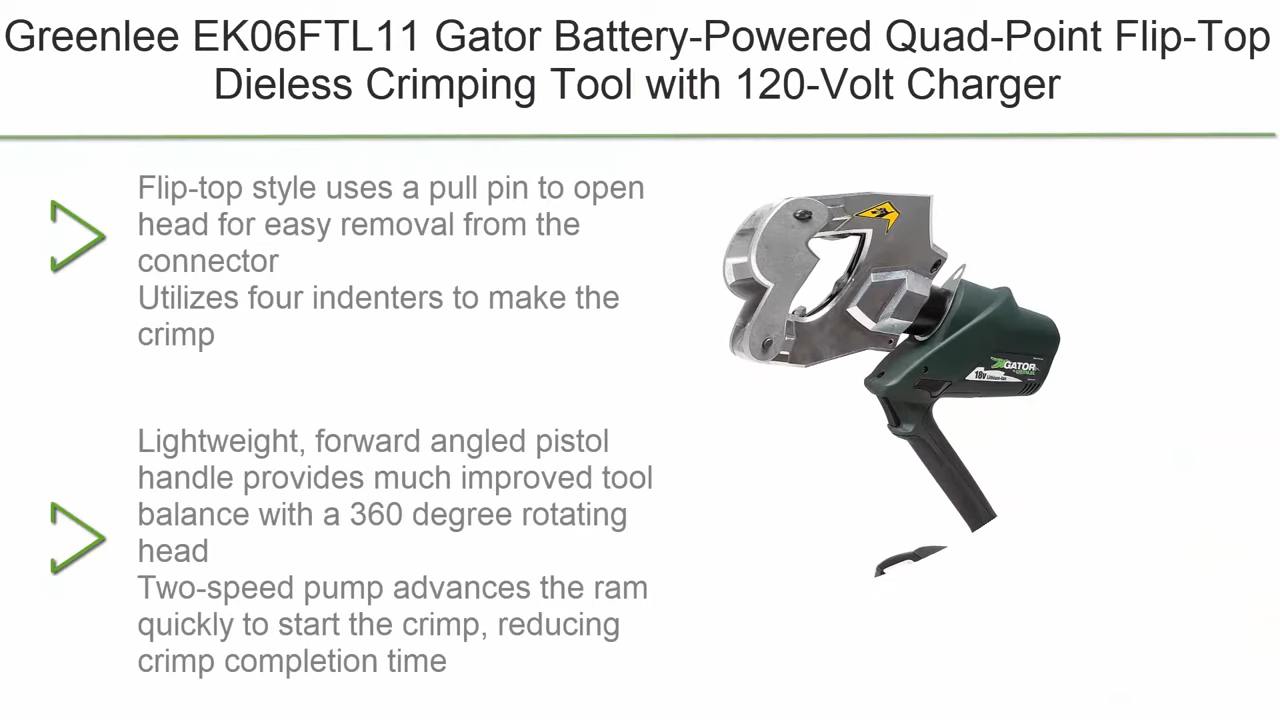 Greenlee EK06FTL11 Gator Battery-Powered Quad-Point Flip-Top
Dieless Crimping Tool with 120-Volt Charger
Flip-top style uses a pull pin to open
head for easy removal from the
connector
Utilizes four indenters to make the
crimp
Lightweight, forward angled pistol
handle provides much improved tool
balance with a 360 degree rotating
head
Two-speed pump advances the ram
quickly to start the crimp, reducing
crimp completion time
GATOR
18V Lithium-Ion